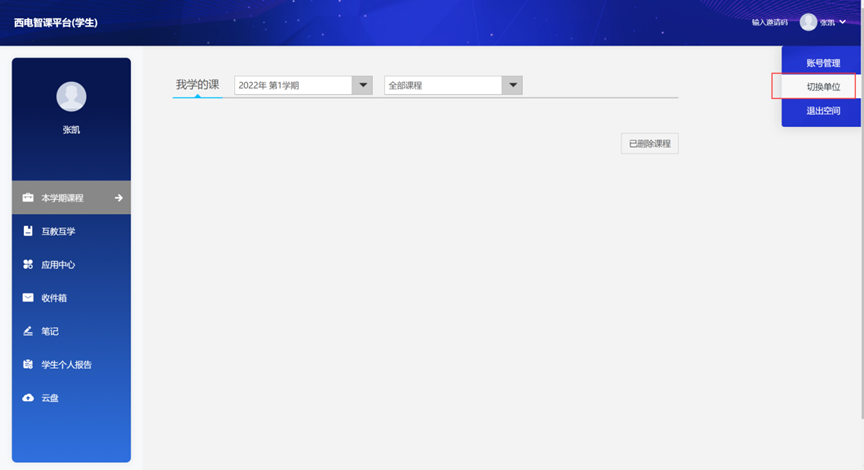 西电智课平台(学生)
输入邀请码
张凯
账号管理
切换单位
退出空间
张凯
本学期课程
互教互学
应用中心
收件箱
笔记
学生个人报告
云盘
我学的课
2022年 第1学期
全部课程
已删除课程